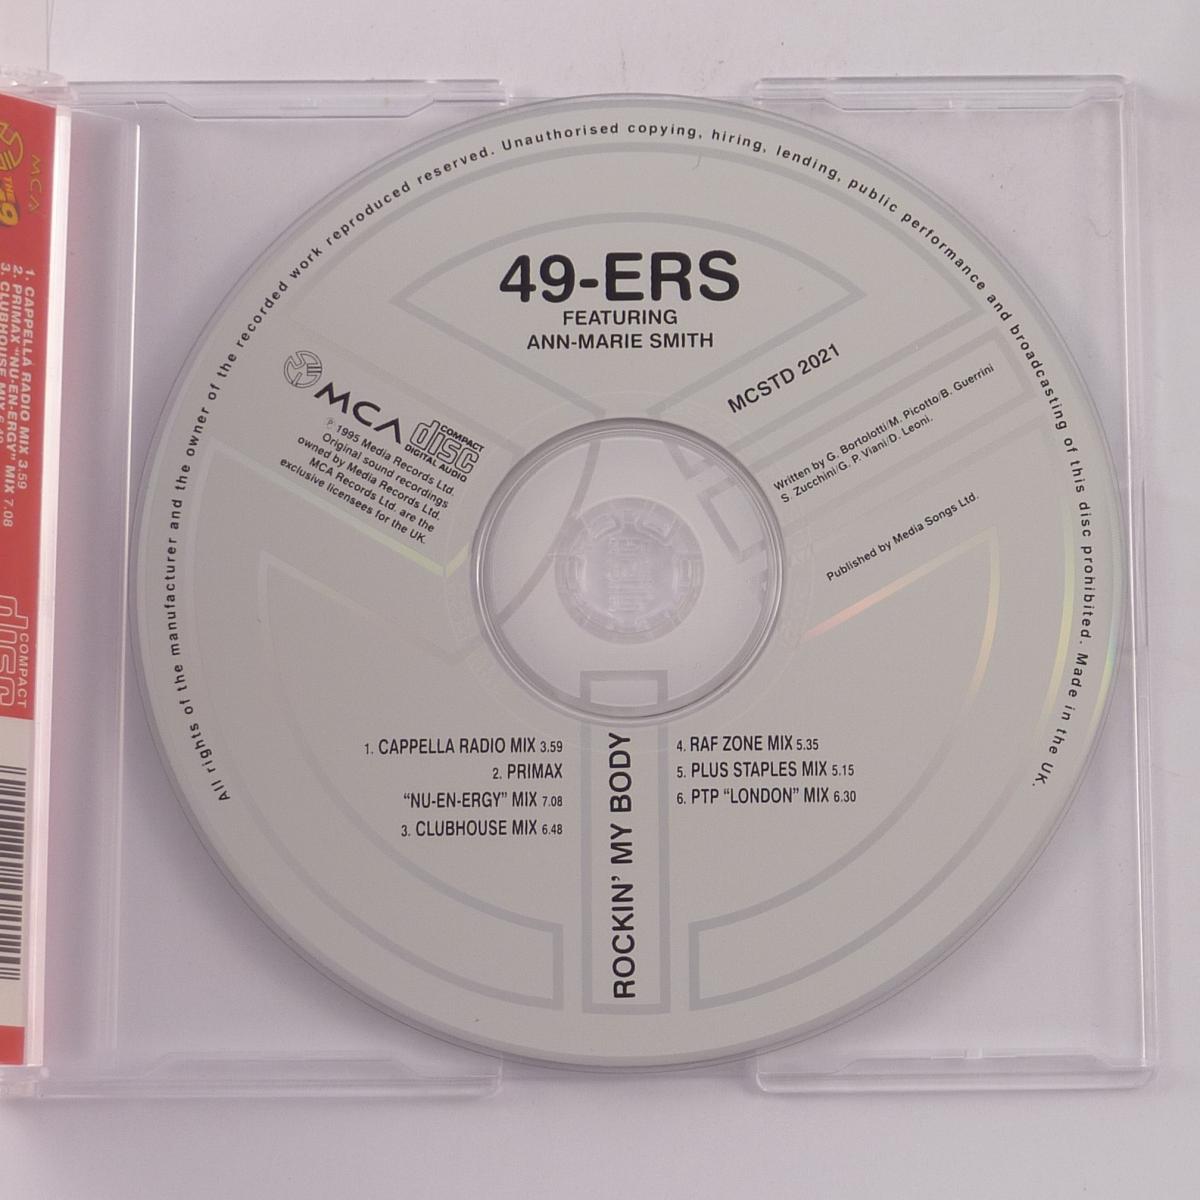 All rights of the manufacturer and the owner of the recorded work reproduced reserved. Unauthorised copying, hiring, lending, public performance and broadcasting of this disc prohibited. Made in the UK.
49-ERS
FEATURING
ANN-MARIE SMITH
MCA
COMPACT
disc
DIGITAL AUDIO
℗ 1995 Media Records Ltd.
Original sound recordings
owned by Media Records Ltd.
MCA Records Ltd. are the
exclusive licensees for the UK.
MCSTD 2021
Written by G. Bortolotti/M. Picotto/B. Guerrini
S. Zucchini/G. P. Viani/D. Leoni.
Published by Media Songs Ltd.
1. CAPPELLA RADIO MIX 3.59
2. PRIMAX
“NU-EN-ERGY” MIX 7.08
3. CLUBHOUSE MIX 6.48
ROCKIN’ MY BODY
4. RAF ZONE MIX 5.35
5. PLUS STAPLES MIX 5.15
6. PTP “LONDON” MIX 6.30
MCA
THE
1. CAPPELLA RADIO MIX 3.59
2. PRIMAX “NU-EN-ERGY” MIX 7.08
3. CLUBHOUSE MIX
COMPACT
disc